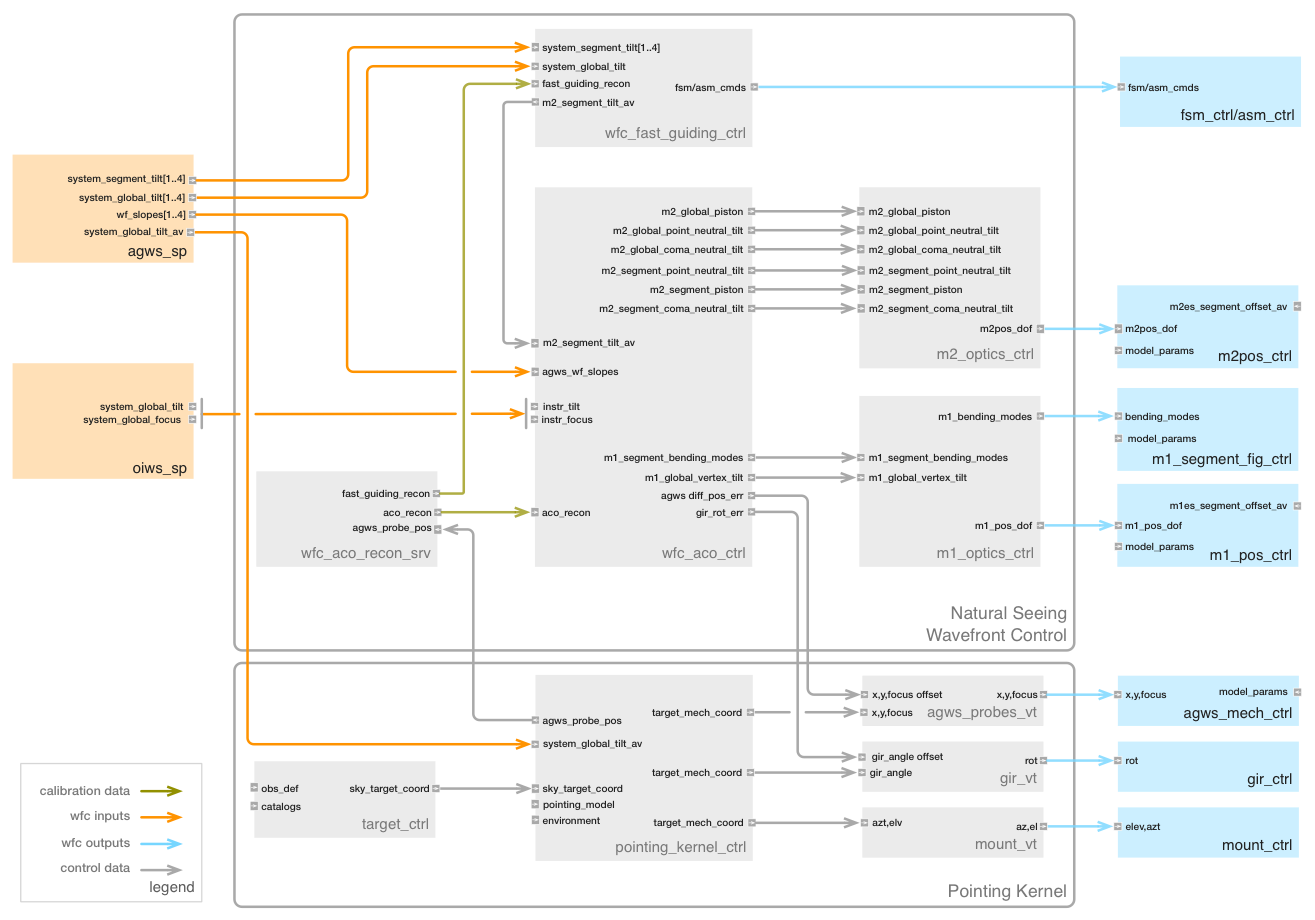 system_segment_tilt[1..4]
system_global_tilt
fast_guiding_recon
m2_segment_tilt_av
fsm/asm_cmds
wfc_fast_guiding_ctrl
fsm/asm_cmds
fsm_ctrl/asm_ctrl
system_segment_tilt[1..4]
system_global_tilt[1..4]
wf_slopes[1..4]
system_global_tilt_av
agws_sp
m2_global_piston
m2_global_point_neutral_tilt
m2_global_coma_neutral_tilt
m2_segment_point_neutral_tilt
m2_segment_piston
m2_segment_coma_neutral_tilt
m2_segment_tilt_av
agws_wf_slopes
instr_tilt
instr_focus
m1_segment_bending_modes
m1_global_vertex_tilt
agws diff_pos_err
gir_rot_err
aco_recon
wfc_aco_ctrl
m2_global_piston
m2_global_point_neutral_tilt
m2_global_coma_neutral_tilt
m2_segment_point_neutral_tilt
m2_segment_piston
m2_segment_coma_neutral_tilt
m2pos_dof
m2_optics_ctrl
m2es_segment_offset_av
m2pos_dof
model_params
m2pos_ctrl
system_global_tilt
system_global_focus
oiws_sp
m1_bending_modes
m1_segment_bending_modes
m1_global_vertex_tilt
m1_pos_dof
m1_optics_ctrl
bending_modes
model_params
m1_segment_fig_ctrl
m1es_segment_offset_av
m1_pos_dof
model_params
m1_pos_ctrl
fast_guiding_recon
aco_recon
agws_probe_pos
wfc_aco_recon_srv
Natural Seeing
Wavefront Control
agws_probe_pos
system_global_tilt_av
sky_target_coord
pointing_model
environment
target_mech_coord
target_mech_coord
target_mech_coord
pointing_kernel_ctrl
x,y,focus offset
x,y,focus
x,y,focus
agws_probes_vt
model_params
x,y,focus
agws_mech_ctrl
gir_angle offset
gir_angle
rot
gir_vt
rot
gir_ctrl
azt,elv
az,el
mount_vt
elev,azt
mount_ctrl
obs_def
catalogs
sky_target_coord
target_ctrl
Pointing Kernel
calibration data
wfc inputs
wfc outputs
control data
legend